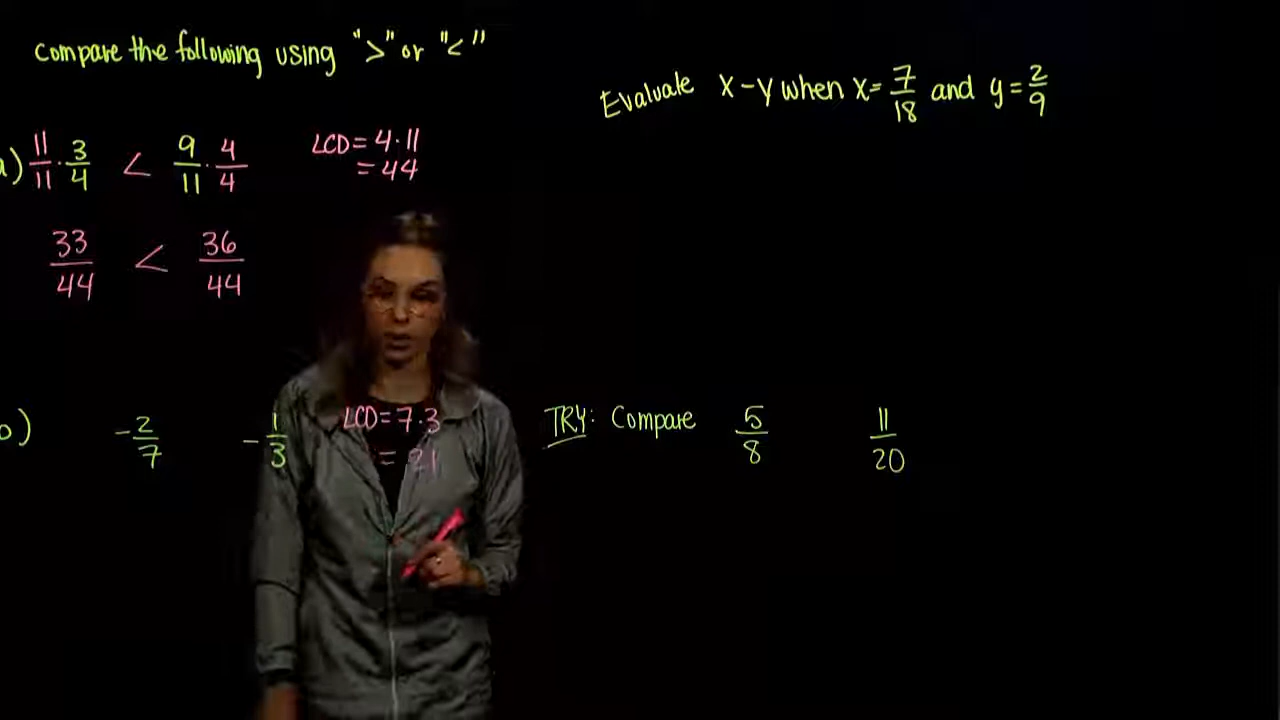 Compare the following using ">" or "<"
a) 11/11 · 3/4 < 9/11 · 4/4
LCD = 4 · 11
= 44
33/44 < 36/44
b) -2/7 -1/3
LCD = 7 · 3
= 21
Evaluate x - y when x = 7/18 and y = 2/9
TRY: Compare 5/8 11/20